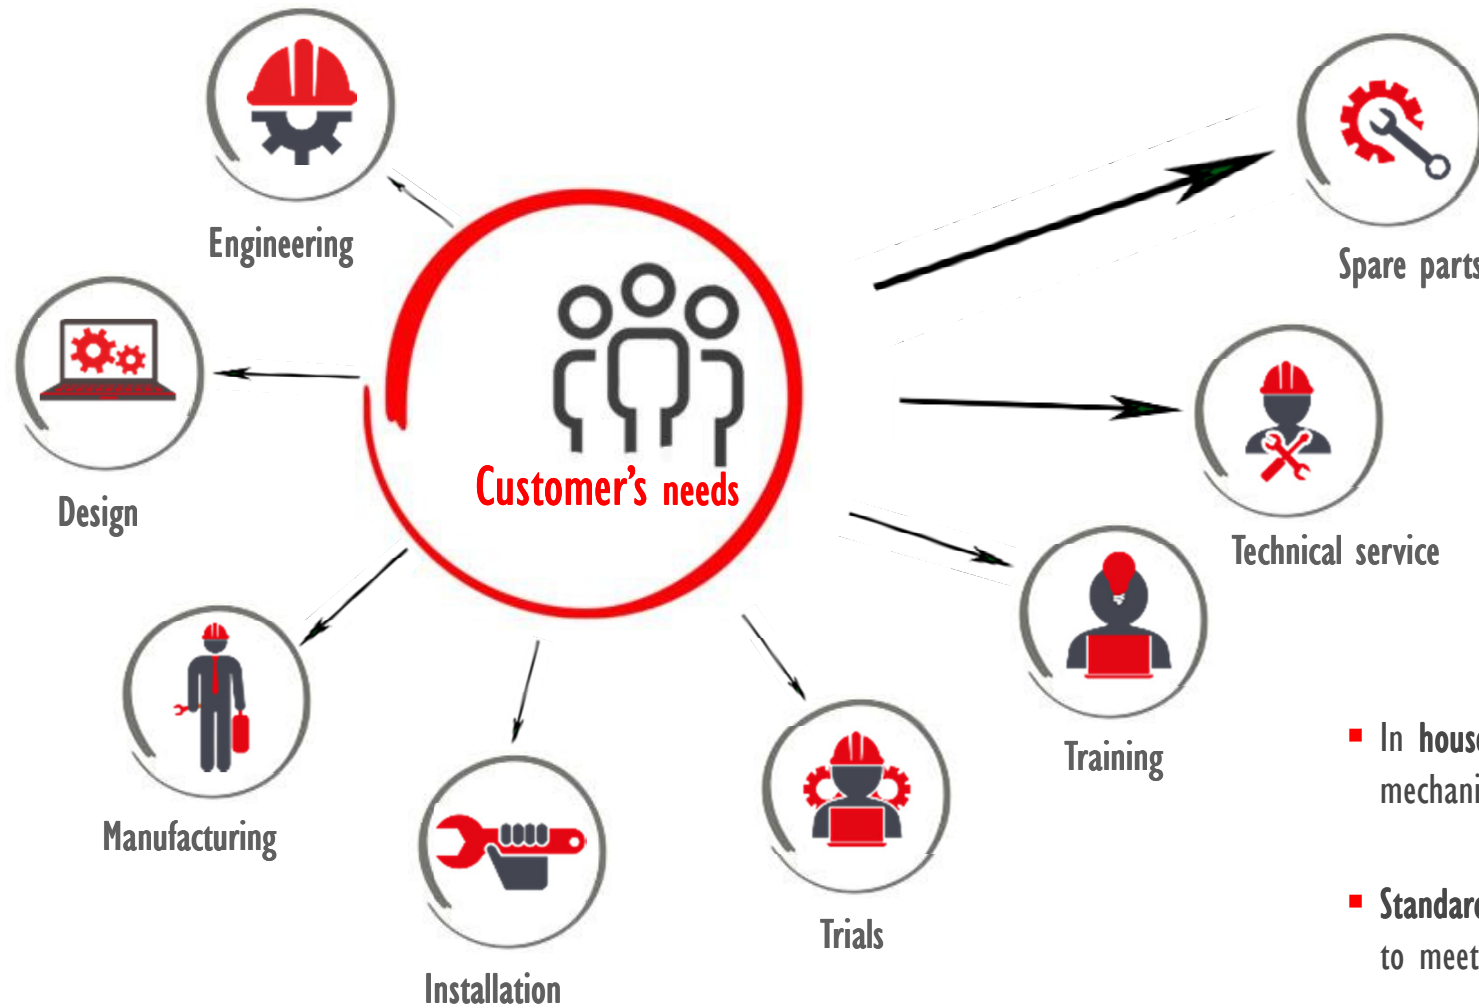 Engineering
Spare parts
Customer's needs
Design
Technical service
Training
In house
mechani
Manufacturing
Standard
to meet
Trials
Installation